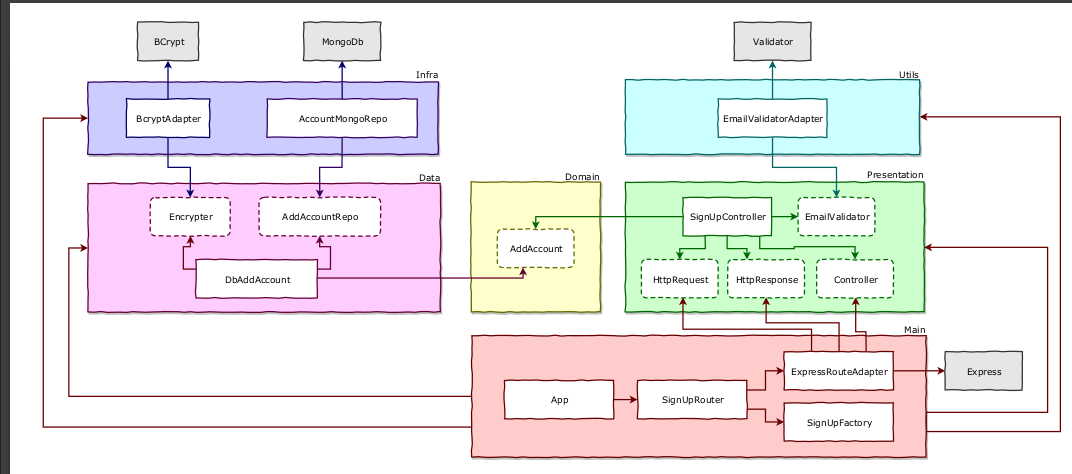 BCrypt
MongoDb
Validator
Infra
Utils
BcryptAdapter
AccountMongoRepo
EmailValidatorAdapter
Data
Domain
Presentation
Encrypter
AddAccountRepo
AddAccount
SignUpController
EmailValidator
DbAddAccount
HttpRequest
HttpResponse
Controller
Main
ExpressRouteAdapter
Express
App
SignUpRouter
SignUpFactory